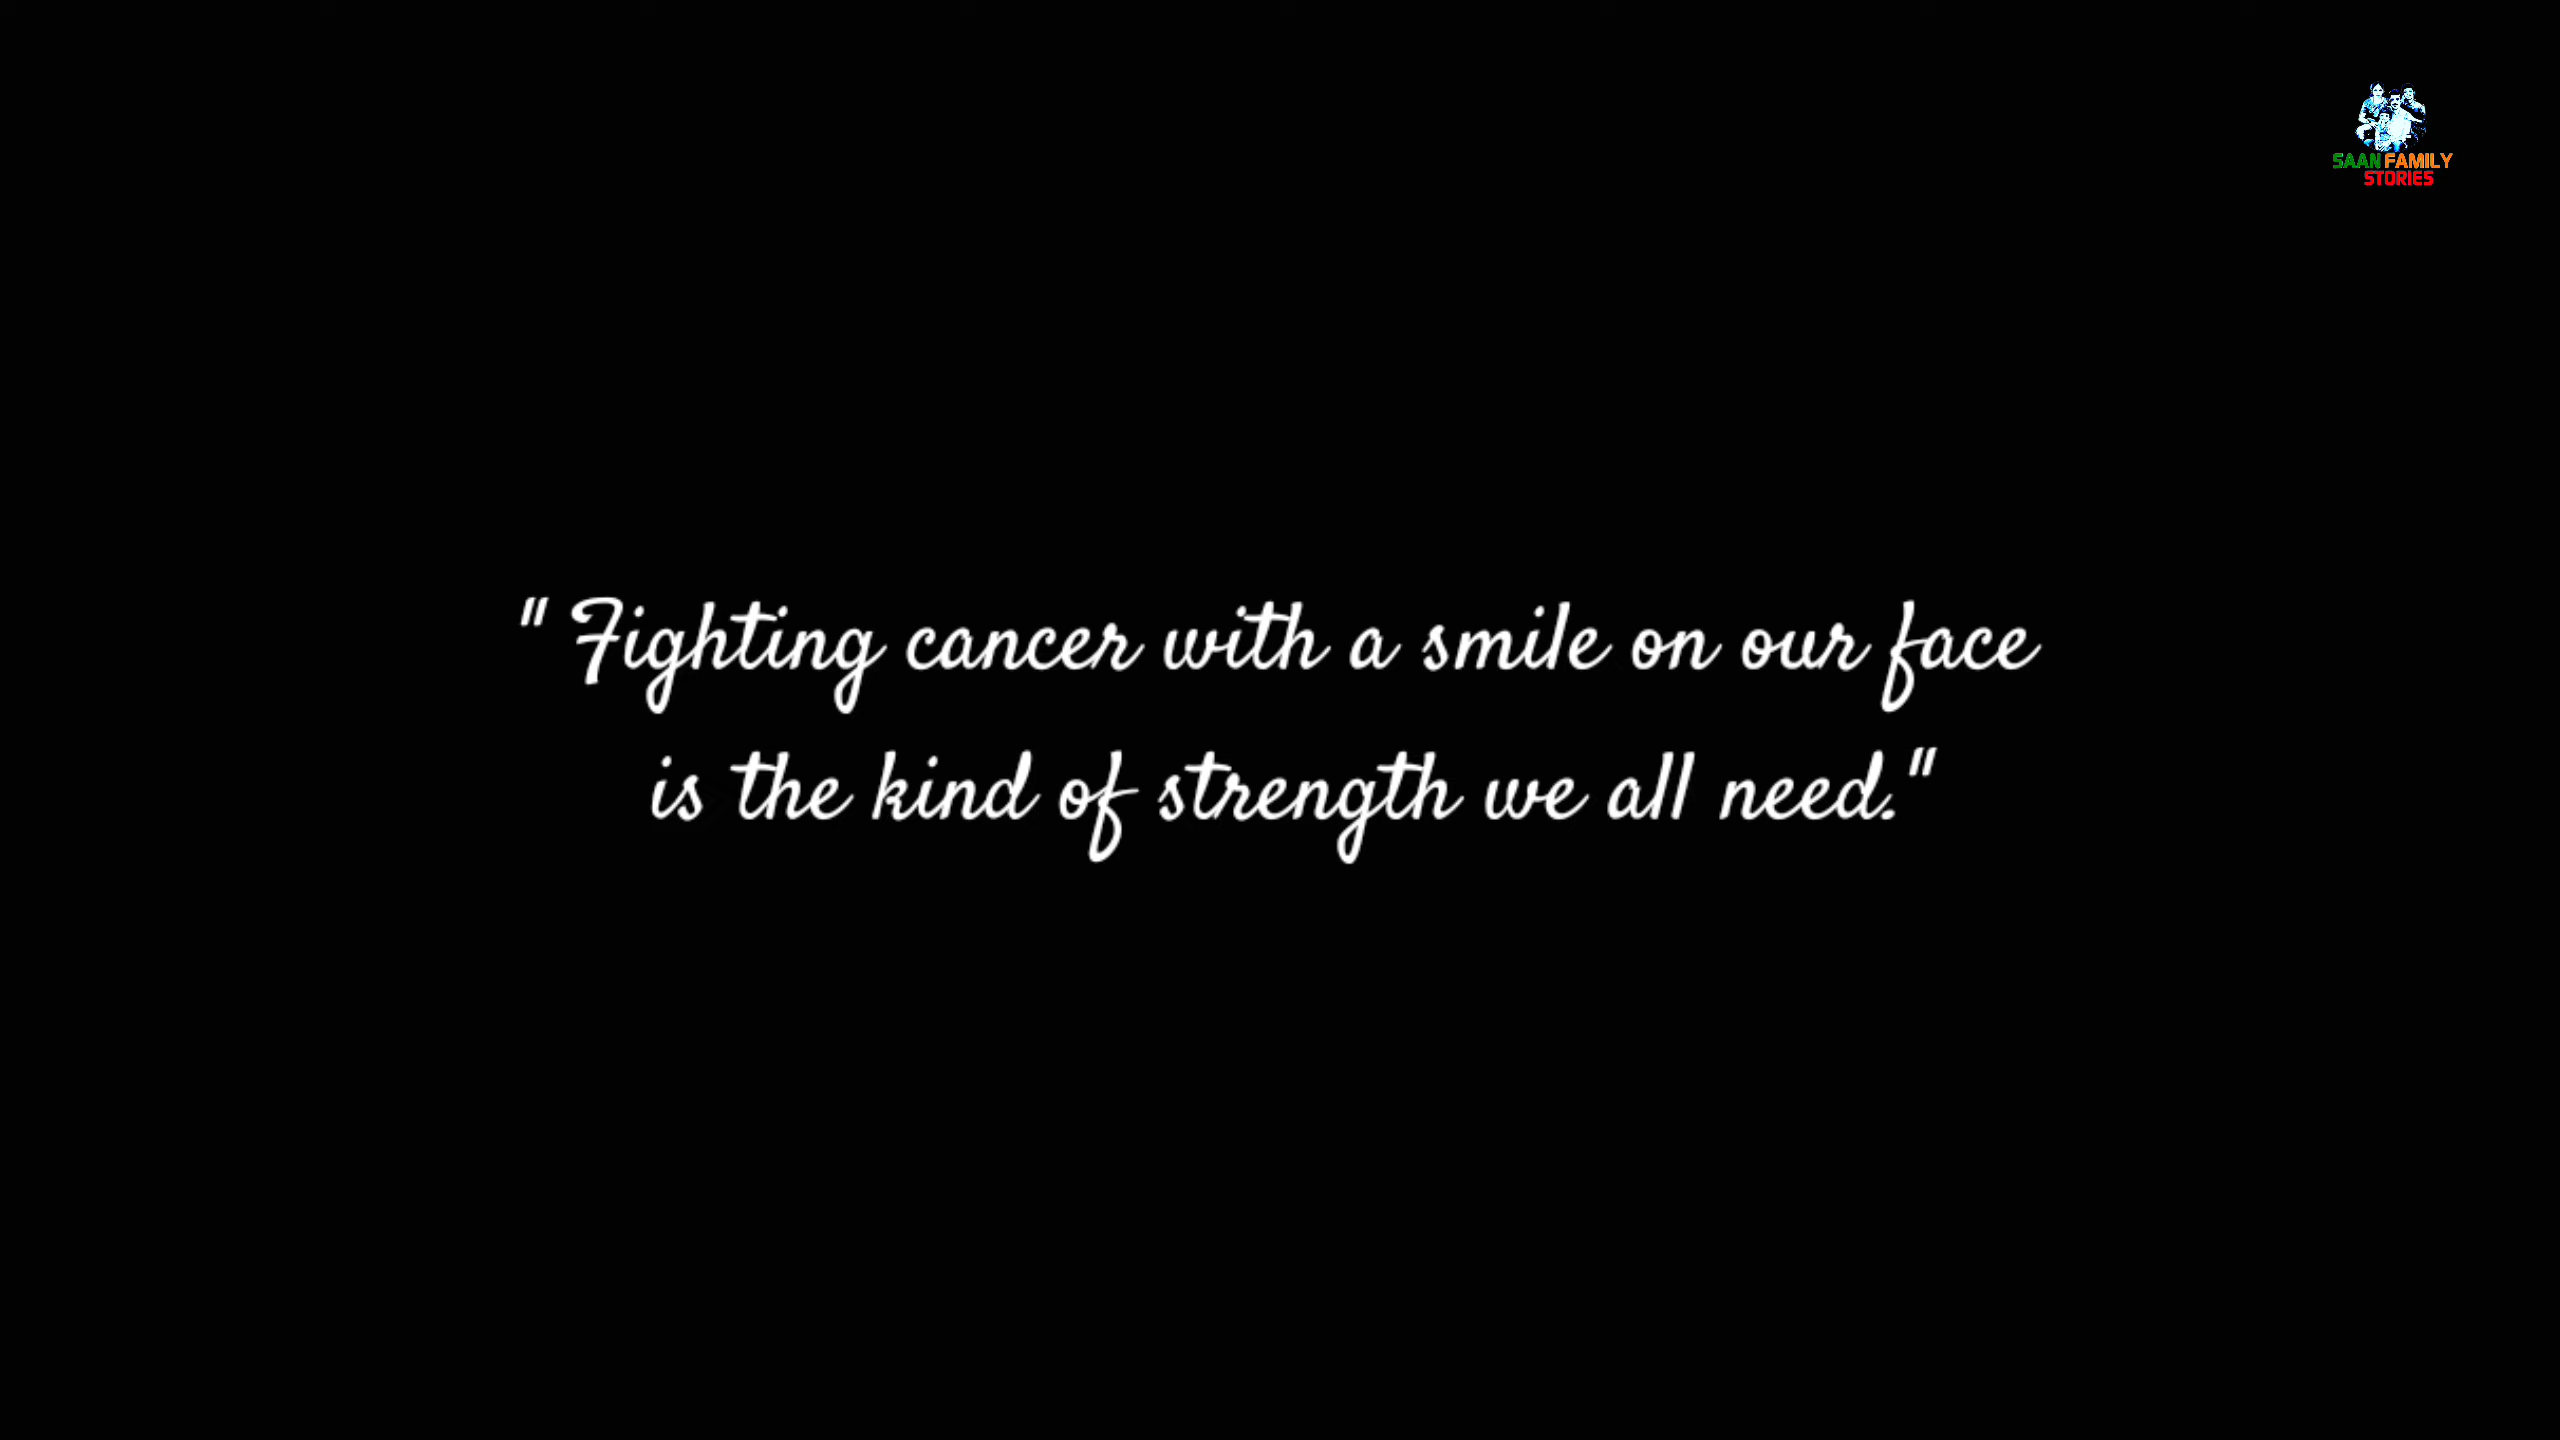 SAAN FAMILY
STORIES
" Fighting cancer with a smile on our face
is the kind of strength we all need."